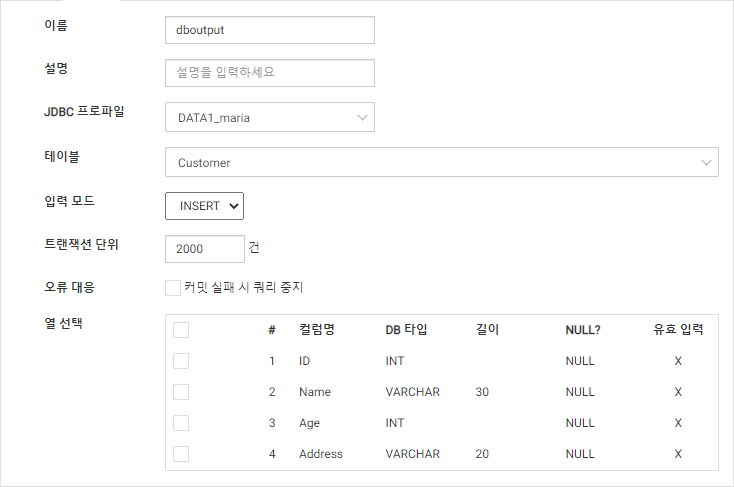 이름 dboutput
설명 설명을 입력하세요
JDBC 프로파일 DATA1_maria
테이블 Customer
입력 모드 INSERT
트랜잭션 단위 2000 건
오류 대응 커밋 실패 시 쿼리 중지
열 선택 # 컬럼명 DB 타입 길이 NULL? 유효 입력
1 ID INT NULL X
2 Name VARCHAR 30 NULL X
3 Age INT NULL X
4 Address VARCHAR 20 NULL X